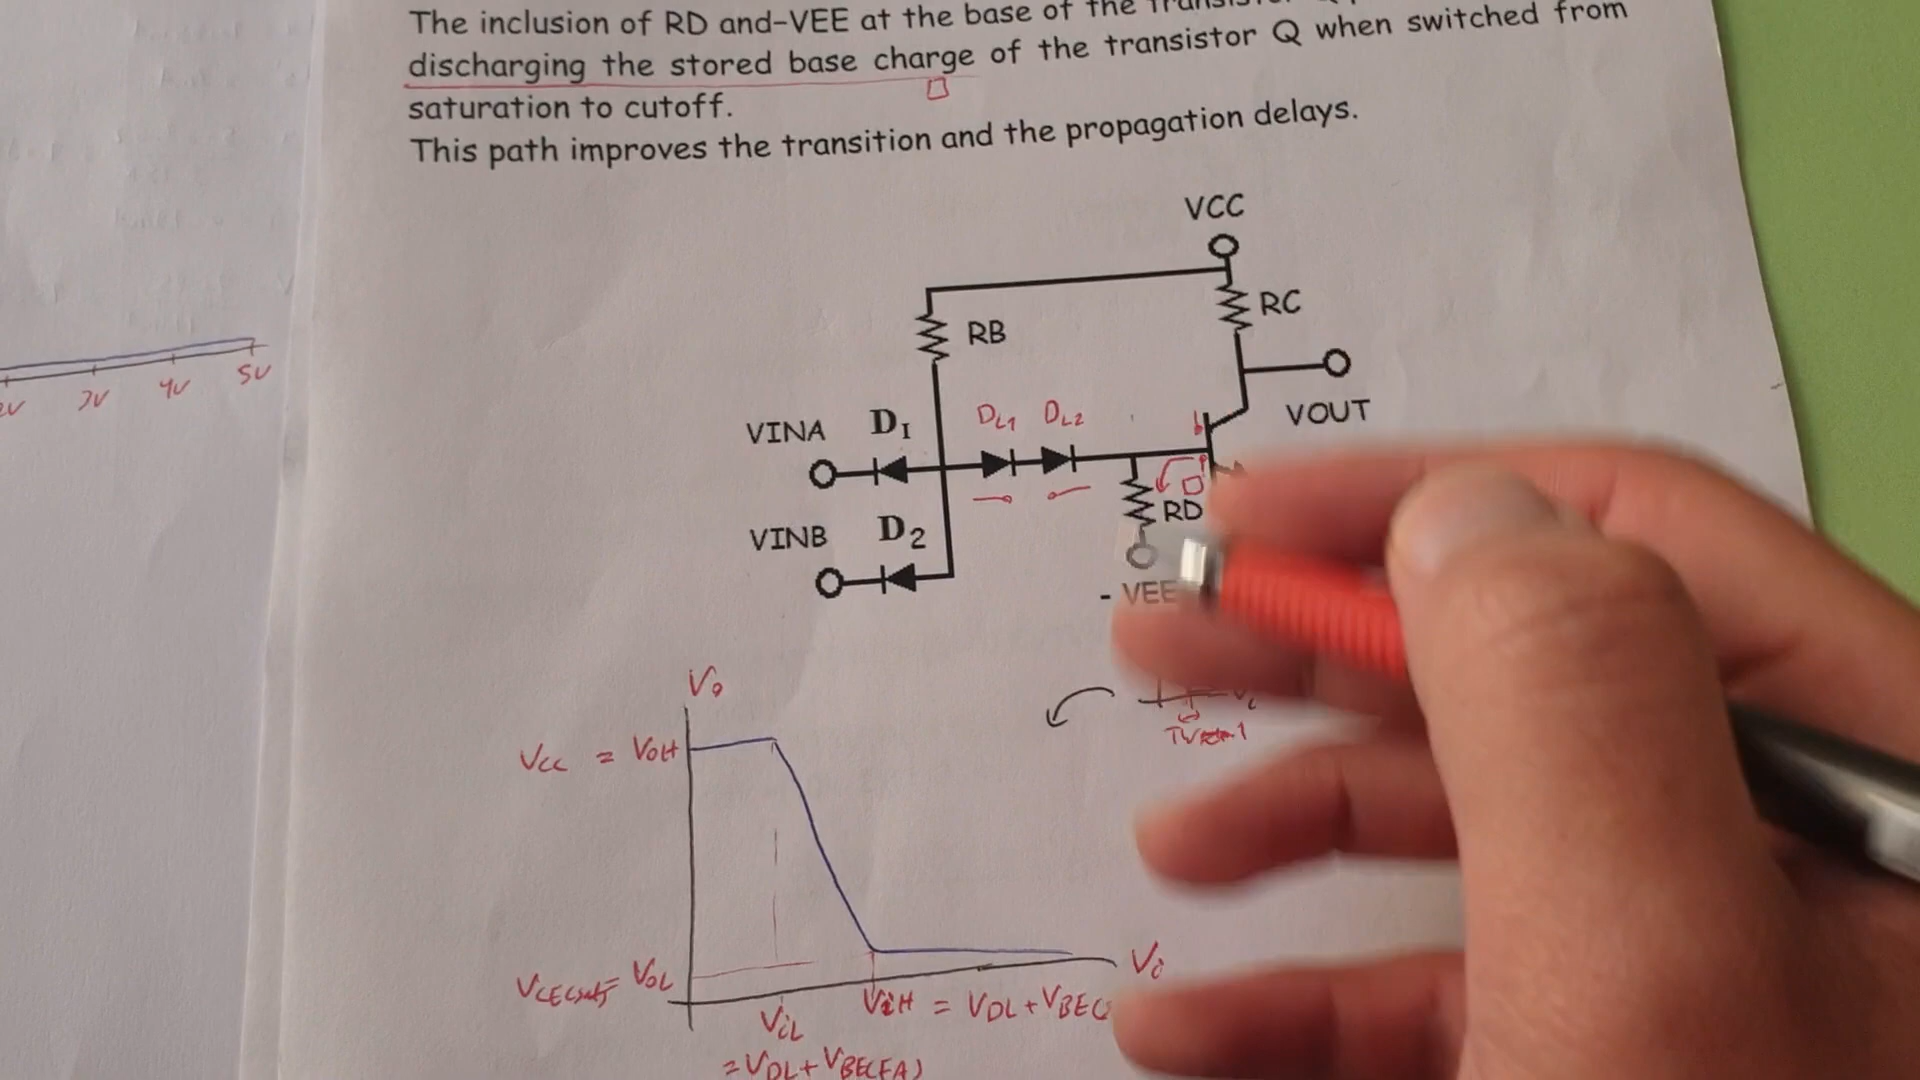 The inclusion of RD and-VEE at the base of the
discharging the stored base charge of the transistor Q when switched from
saturation to cutoff.
This path improves the transition and the propagation delays.
VCC
RC
RB
VOUT
VINA D1 DL1 DL2
RD
VINB D2
- VEE
2V 3V 4V 5V
Vo
VCC = VOH
VCE(sat)= VOL
Vi
ViL
=VDL+VBE(FA)
ViH = VDL+VBE(